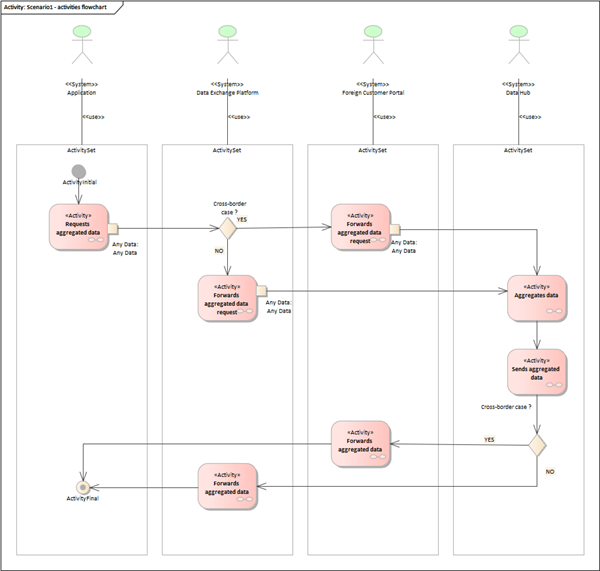 Activity: Scenario1 - activities flowchart
<<System>>
Application
<<System>>
Data Exchange Platform
<<System>>
Foreign Customer Portal
<<System>>
Data Hub
<<use>>
<<use>>
<<use>>
<<use>>
ActivitySet
ActivitySet
ActivitySet
ActivitySet
ActivityInitial
Cross-border
case ?
YES
NO
«Activity»
Requests
aggregated data
Any Data:
Any Data
«Activity»
Forwards
aggregated data
request
Any Data:
Any Data
«Activity»
Forwards
aggregated data
request
Any Data:
Any Data
«Activity»
Aggregates data
«Activity»
Sends aggregated
data
Cross-border case ?
YES
NO
«Activity»
Forwards
aggregated data
«Activity»
Forwards
aggregated data
ActivityFinal